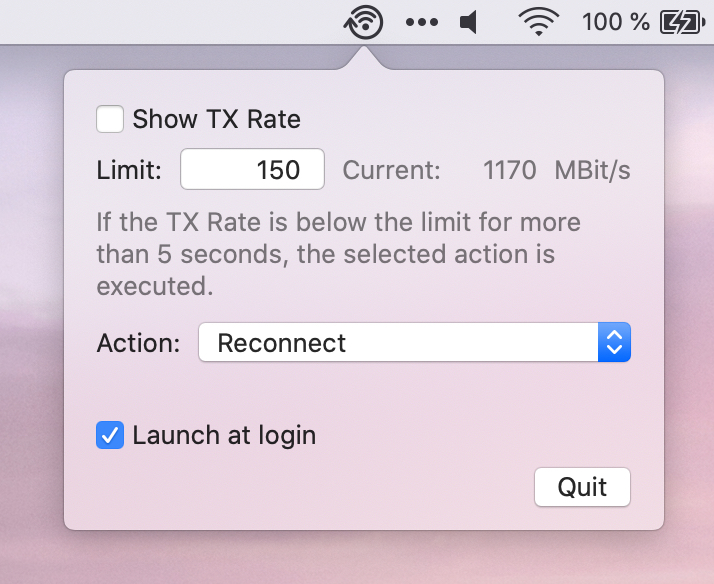 100 %
Show TX Rate
Limit: 150 Current: 1170 MBit/s
If the TX Rate is below the limit for more
than 5 seconds, the selected action is
executed.
Action: Reconnect
Launch at login
Quit